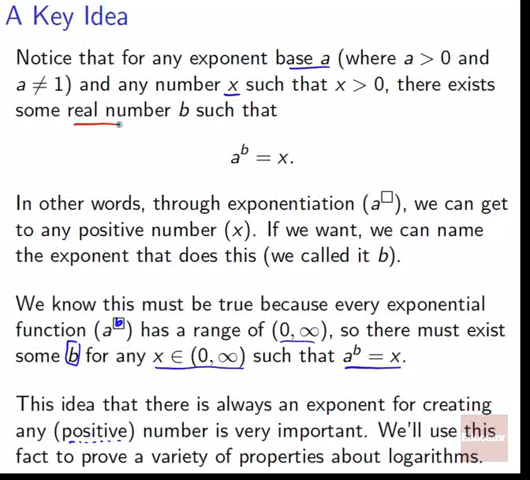 A Key Idea
Notice that for any exponent base a (where a > 0 and
a ≠ 1) and any number x such that x > 0, there exists
some real number b such that
aᵇ = x.
In other words, through exponentiation (a^□), we can get
to any positive number (x). If we want, we can name
the exponent that does this (we called it b).
We know this must be true because every exponential
function (a^□) has a range of (0, ∞), so there must exist
some b for any x ∈ (0, ∞) such that aᵇ = x.
This idea that there is always an exponent for creating
any (positive) number is very important. We'll use this
fact to prove a variety of properties about logarithms.